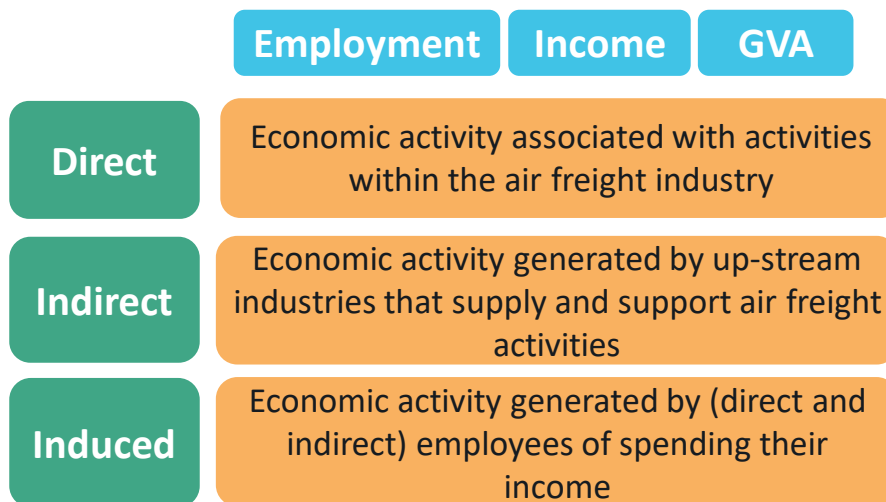 Employment Income GVA
Direct
Economic activity associated with activities
within the air freight industry
Indirect
Economic activity generated by up-stream
industries that supply and support air freight
activities
Induced
Economic activity generated by (direct and
indirect) employees of spending their
income